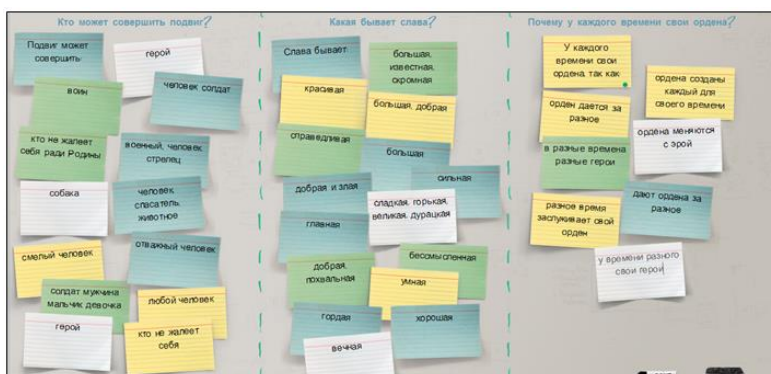 Кто может совершить подвиг?
Подвиг может
совершить
герой
воин
человек солдат
кто не жалеет
себя ради Родины
военный, человек
стрелец
собака
человек,
спасатель,
животное
смелый человек
отважный человек
солдат мужчина
мальчик девочка
любой человек
герой
кто не жалеет
себя
Какая бывает слава?
Слава бывает
большая,
известная,
скромная
красивая
большая, добрая
справедливая
большая
добрая и злая
сильная
сладкая, горькая,
великая, дурацкая
главная
добрая,
похвальная
бессмысленная
умная
гордая
хорошая
вечная
Почему у каждого времени свои ордена?
У каждого
времени свои
ордена, так как
ордена созданы
каждый для
своего времени
орден дается за
разное
ордена меняются
с эрой
в разные времена
разные герои
дают ордена за
разное
разное время
заслуживает свой
орден
у времени разного
свои герои